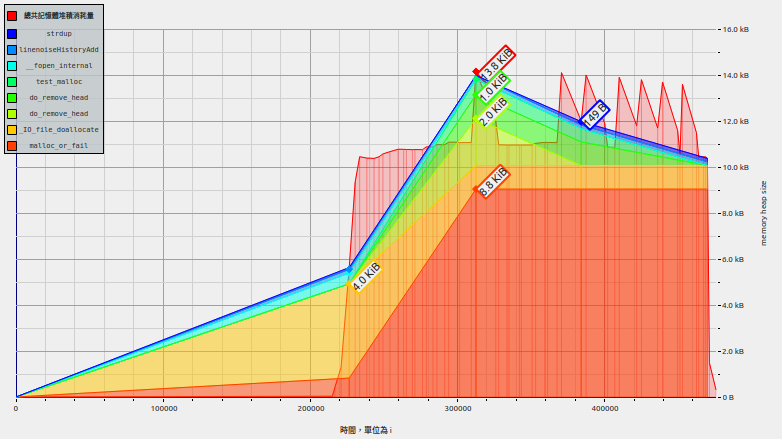 總共記憶體堆積消耗量
strdup
linenoiseHistoryAdd
__fopen_internal
test_malloc
do_remove_head
do_remove_head
_IO_file_doallocate
malloc_or_fail
16.0 kB
14.0 kB
12.0 kB
10.0 kB
8.0 kB
6.0 kB
4.0 kB
2.0 kB
0 B
memory heap size
13.8 KiB
1.0 KiB
2.0 KiB
149 B
8.8 KiB
4.0 KiB
0
100000
200000
300000
400000
時間，單位為 i